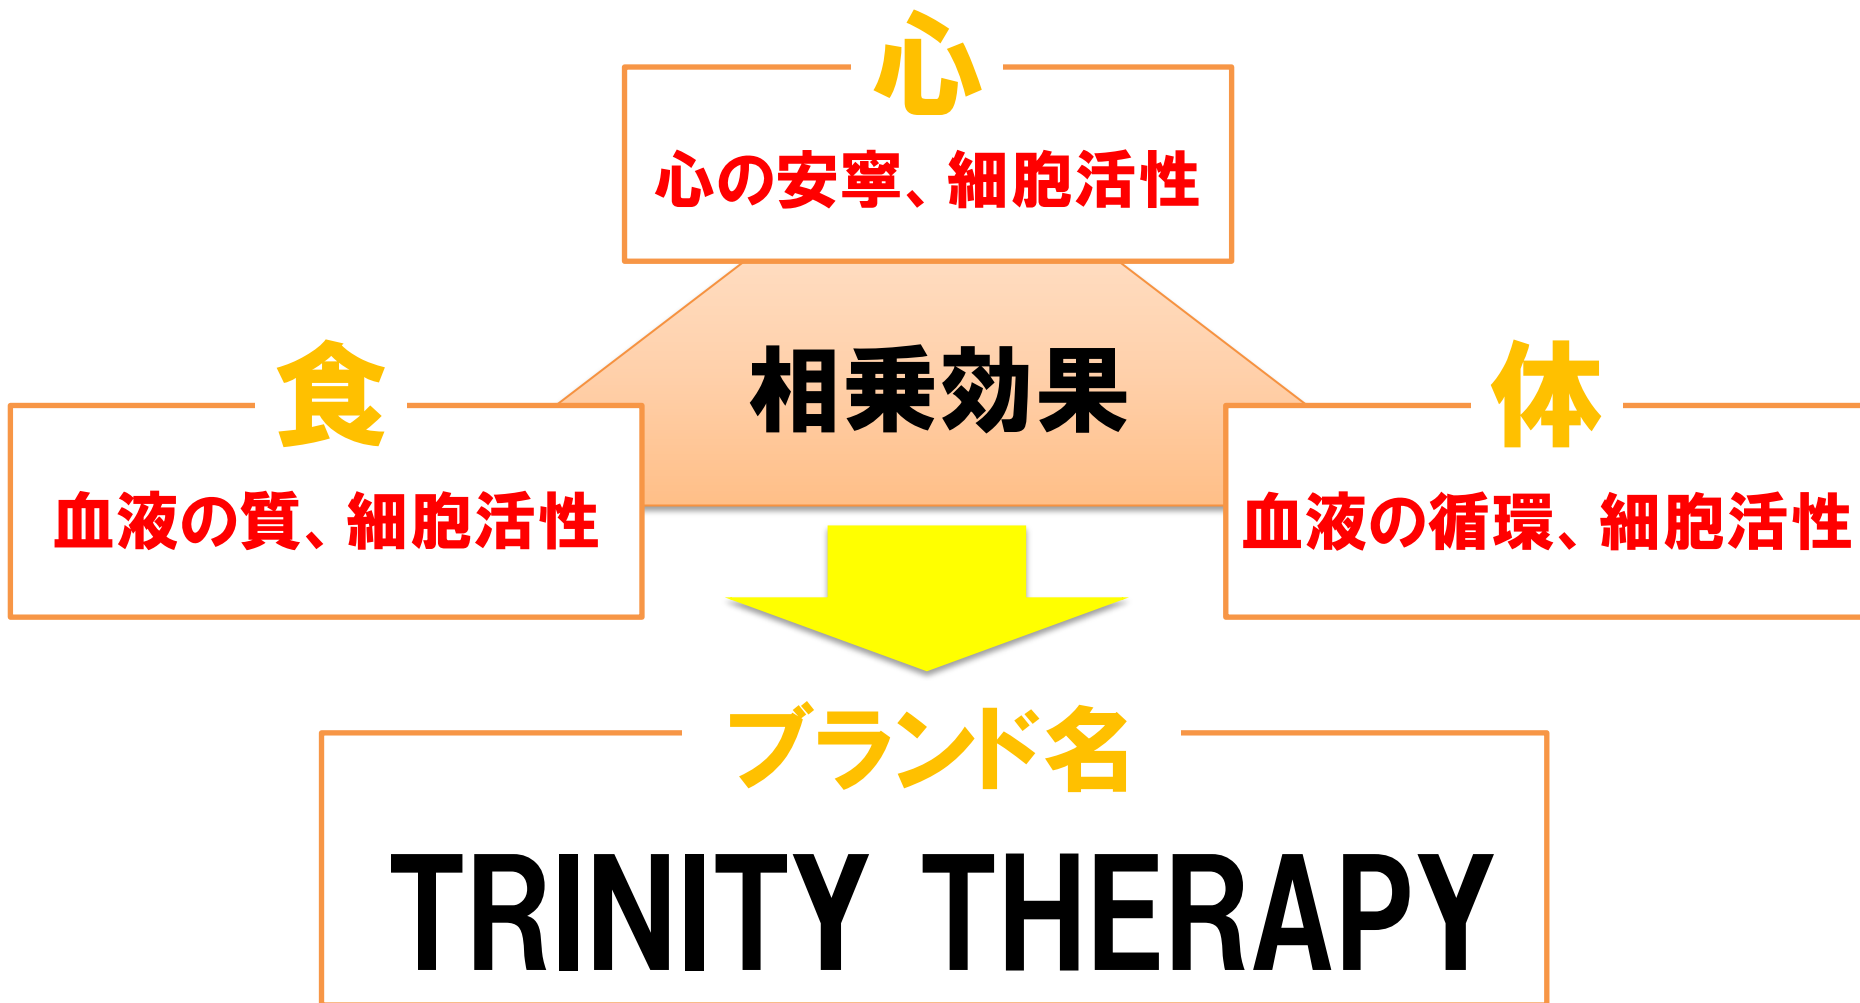 心
心の安寧、細胞活性
相乗効果
食
血液の質、細胞活性
体
血液の循環、細胞活性
ブランド名
TRINITY THERAPY